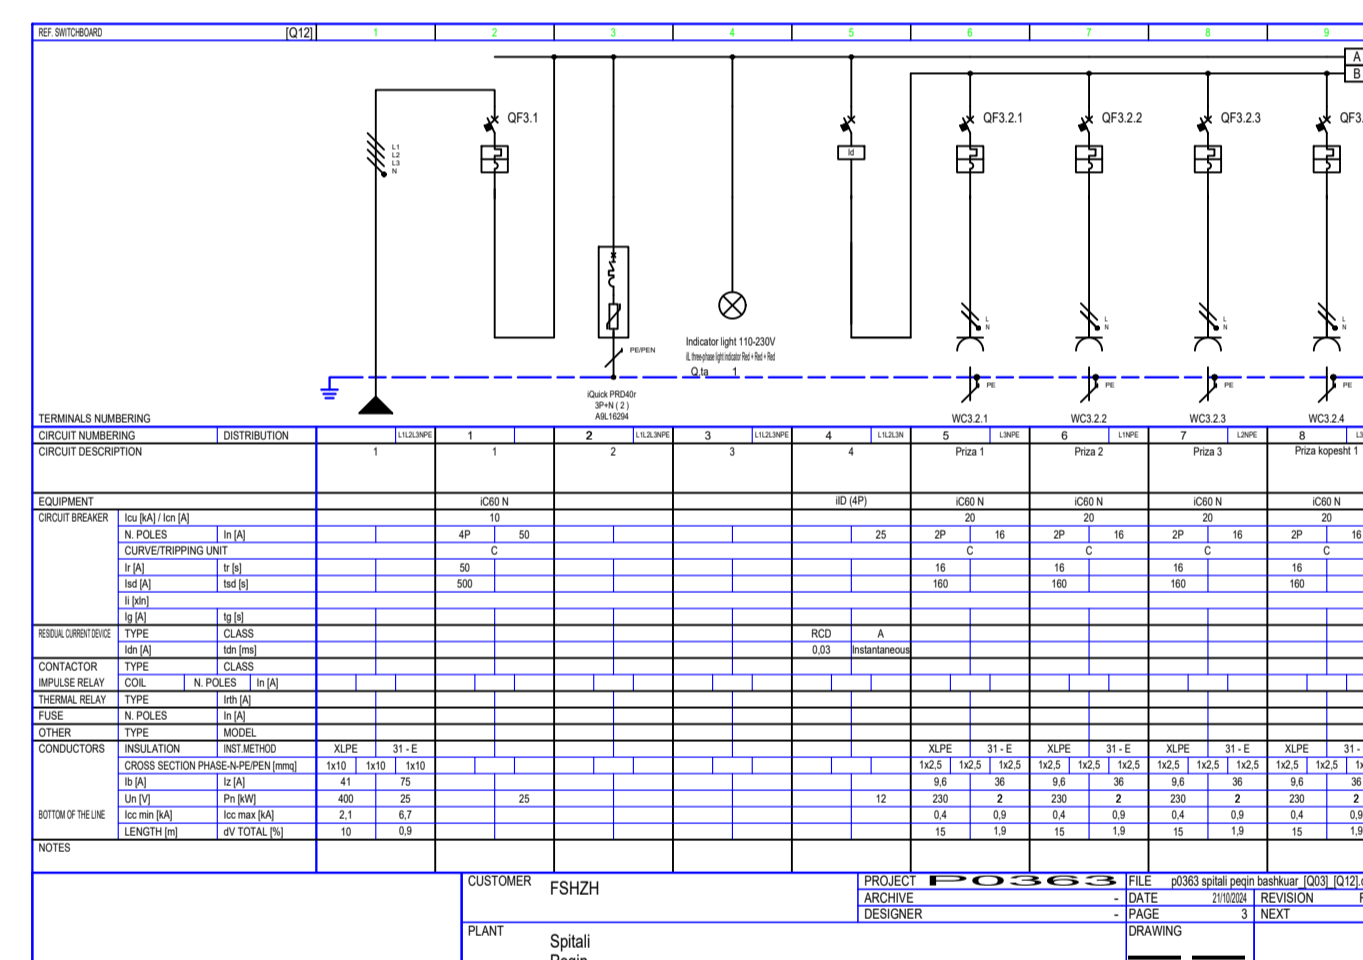 REF. SWITCHBOARD [Q12] 1 2 3 4 5 6 7 8 9
A
B
QF3.1 QF3.2.1 QF3.2.2 QF3.2.3 QF3.
L1
L2
L3
N
Id
L
N
L
N
L
N
L
N
Indicator light 110-230V
iL three-phase light indicator Red + Red + Red
Q.ta 1
PE/PEN
PE PE PE PE
iQuick PRD40r
3P+N ( 2 )
A9L16294
TERMINALS NUMBERING WC3.2.1 WC3.2.2 WC3.2.3 WC3.2.4
CIRCUIT NUMBERING DISTRIBUTION L1L2L3NPE 1 2 L1L2L3NPE 3 L1L2L3NPE 4 L1L2L3N 5 L3NPE 6 L1NPE 7 L2NPE 8 L3
CIRCUIT DESCRIPTION 1 1 2 3 4 Priza 1 Priza 2 Priza 3 Priza kopesht 1
EQUIPMENT iC60 N iID (4P) iC60 N iC60 N iC60 N iC60 N
CIRCUIT BREAKER Icu [kA] / Icn [A] 10 20 20 20 20
N. POLES In [A] 4P 50 25 2P 16 2P 16 2P 16 2P 16
CURVE/TRIPPING UNIT C C C C C
Ir [A] tr [s] 50 16 16 16 16
Isd [A] tsd [s] 500 160 160 160 160
Ii [xIn]
Ig [A] tg [s]
RESIDUAL CURRENT DEVICE TYPE CLASS RCD A
Idn [A] tdn [ms] 0,03 Instantaneous
CONTACTOR TYPE CLASS
IMPULSE RELAY COIL N. POLES In [A]
THERMAL RELAY TYPE Irth [A]
FUSE N. POLES In [A]
OTHER TYPE MODEL
CONDUCTORS INSULATION INST.METHOD XLPE 31 - E XLPE 31 - E XLPE 31 - E XLPE 31 - E XLPE 31 -
CROSS SECTION PHASE-N-PE/PEN [mmq] 1x10 1x10 1x10 1x2,5 1x2,5 1x2,5 1x2,5 1x2,5 1x2,5 1x2,5 1x2,5 1x2,5 1x2,5 1x2,5 1x
Ib [A] Iz [A] 41 75 9,6 36 9,6 36 9,6 36 9,6 36
Un [V] Pn [kW] 400 25 25 12 230 2 230 2 230 2 230 2
BOTTOM OF THE LINE Icc min [kA] Icc max [kA] 2,1 6,7 0,4 0,9 0,4 0,9 0,4 0,9 0,4 0,9
LENGTH [m] dV TOTAL [%] 10 0,9 15 1,9 15 1,9 15 1,9 15 1,9
NOTES
CUSTOMER FSHZH PROJECT P0363 FILE p0363 spitali peqin bashkuar_[Q03]_[Q12].
ARCHIVE - DATE 21/10/2024 REVISION
DESIGNER - PAGE 3 NEXT
PLANT Spitali DRAWING
Peqin